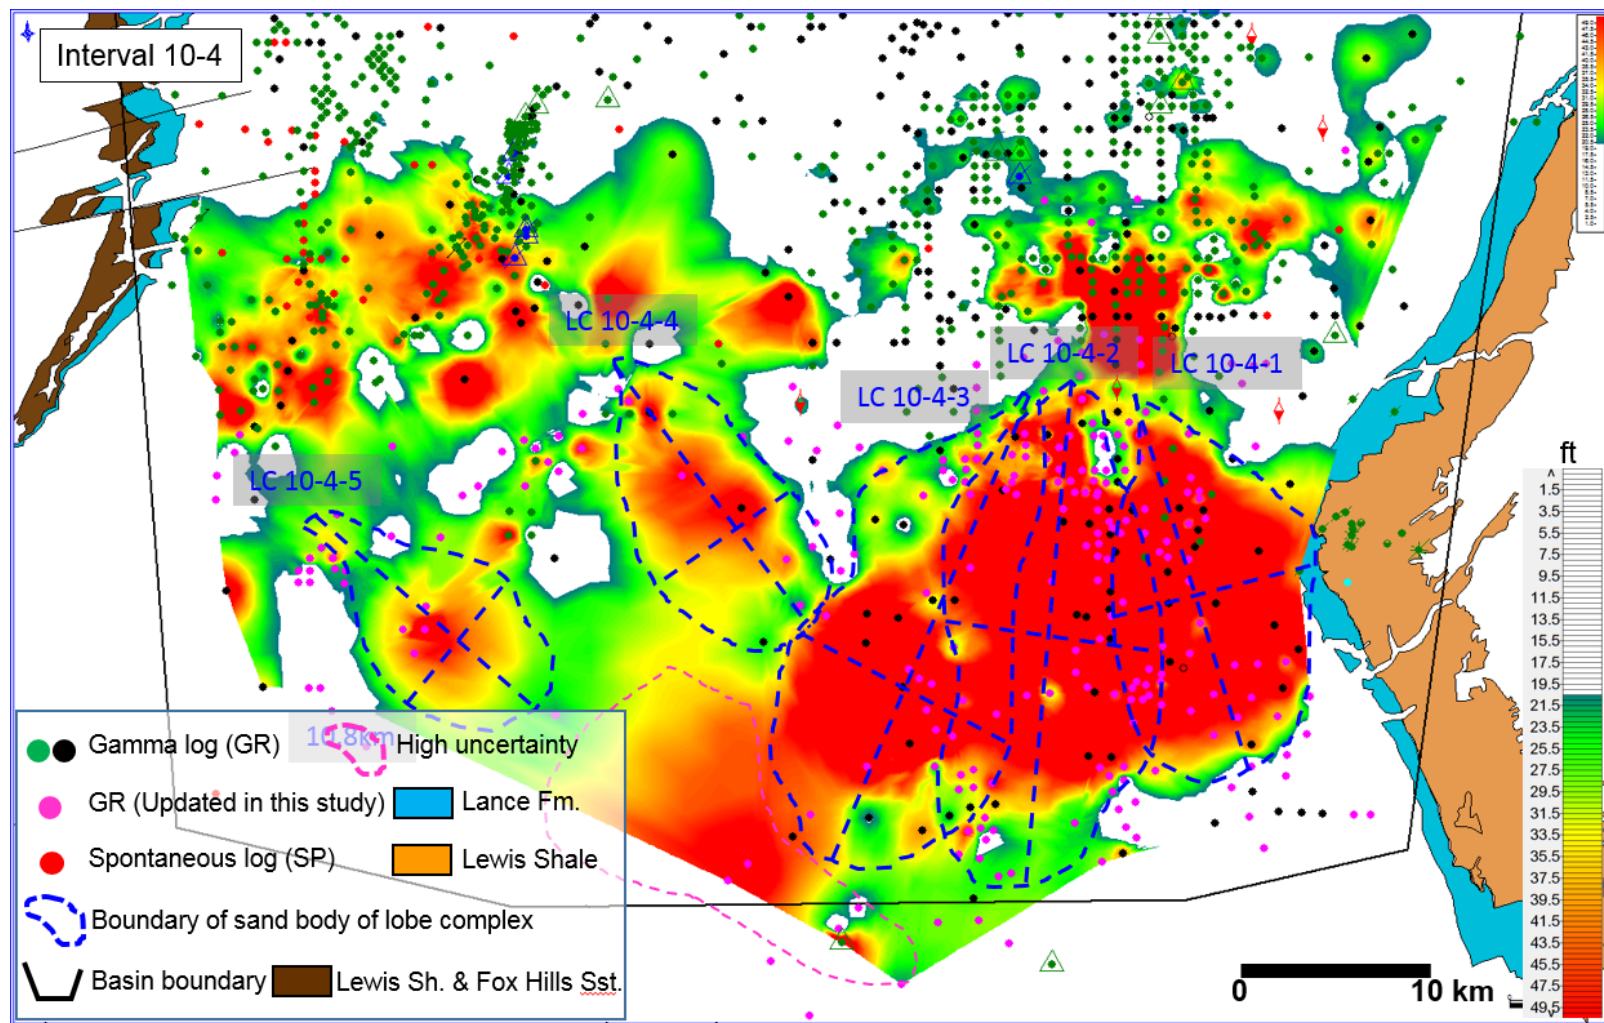 Interval 10-4
LC 10-4-4
LC 10-4-2
LC 10-4-1
LC 10-4-3
LC 10-4-5
ft
1.5
3.5
5.5
7.5
9.5
11.5
13.5
15.5
17.5
19.5
21.5
23.5
25.5
27.5
29.5
31.5
33.5
35.5
37.5
39.5
41.5
43.5
45.5
47.5
49.5
10.8km
Gamma log (GR)
High uncertainty
GR (Updated in this study)
Lance Fm.
Spontaneous log (SP)
Lewis Shale
Boundary of sand body of lobe complex
Basin boundary
Lewis Sh. & Fox Hills Sst.
0 10 km